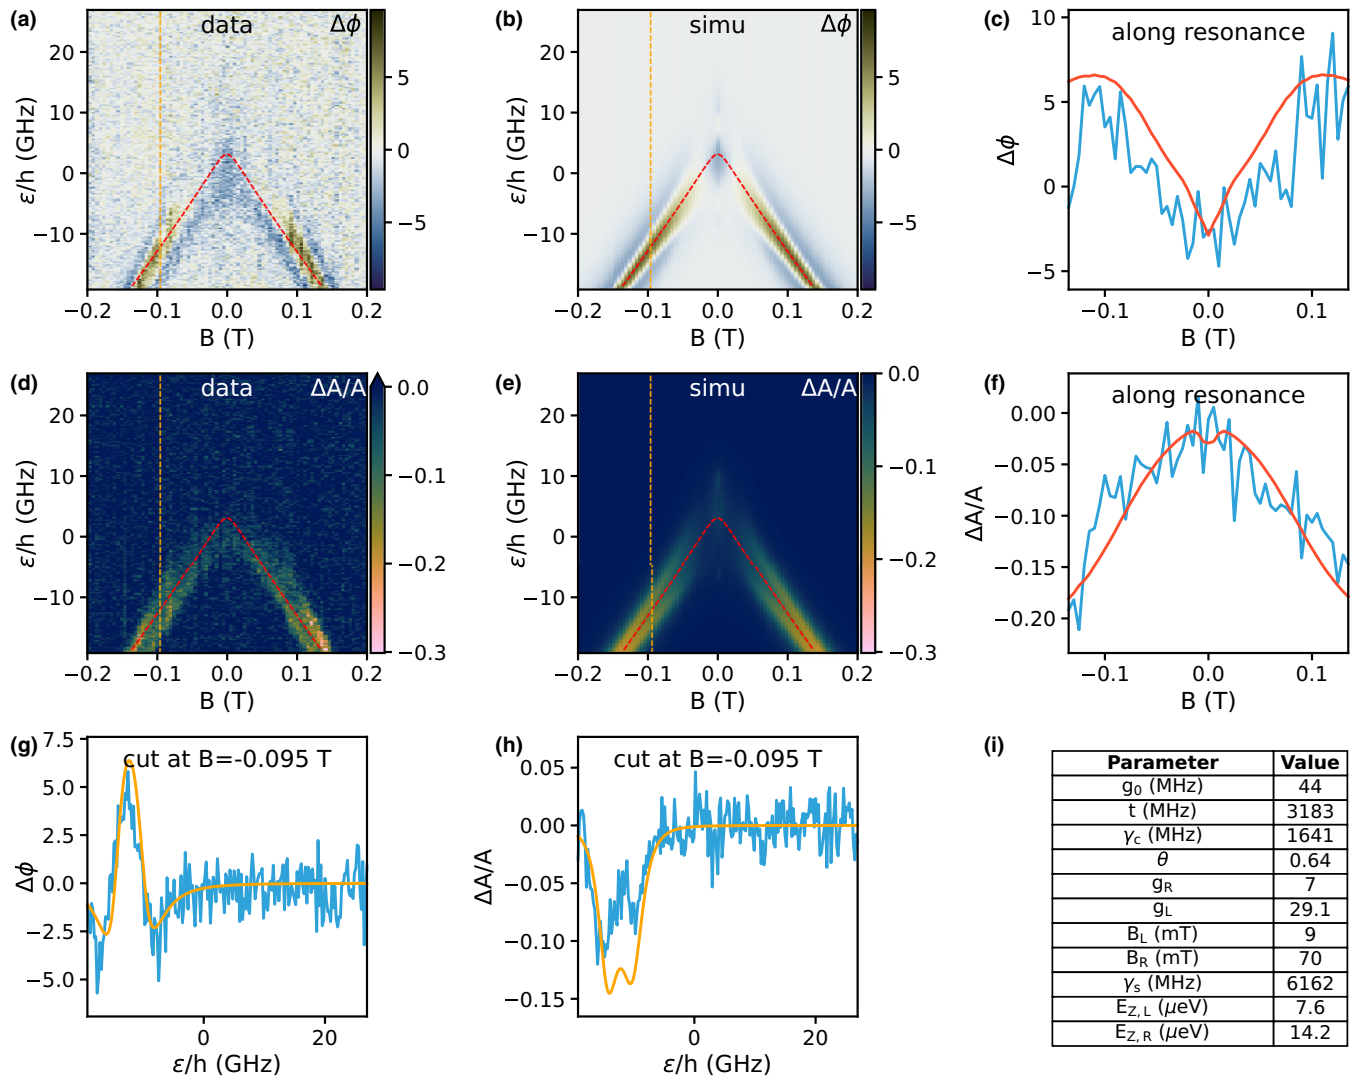 (a) data Δϕ
ε/h (GHz)
20
10
0
−10
−0.2 −0.1 0.0 0.1 0.2
B (T)
5
0
−5
(b) simu Δϕ
ε/h (GHz)
20
10
0
−10
−0.2 −0.1 0.0 0.1 0.2
B (T)
5
0
−5
(c) along resonance
Δϕ
10
5
0
−5
−0.1 0.0 0.1
B (T)
(d) data ΔA/A
ε/h (GHz)
20
10
0
−10
−0.2 −0.1 0.0 0.1 0.2
B (T)
0.0
−0.1
−0.2
−0.3
(e) simu ΔA/A
ε/h (GHz)
20
10
0
−10
−0.2 −0.1 0.0 0.1 0.2
B (T)
0.0
−0.1
−0.2
−0.3
(f) along resonance
ΔA/A
0.00
−0.05
−0.10
−0.15
−0.20
−0.1 0.0 0.1
B (T)
(g) cut at B=-0.095 T
Δϕ
7.5
5.0
2.5
0.0
−2.5
−5.0
0 20
ε/h (GHz)
(h) cut at B=-0.095 T
ΔA/A
0.05
0.00
−0.05
−0.10
−0.15
0 20
ε/h (GHz)
(i)
Parameter Value
g₀ (MHz) 44
t (MHz) 3183
γ_c (MHz) 1641
θ 0.64
g_R 7
g_L 29.1
B_L (mT) 9
B_R (mT) 70
γ_s (MHz) 6162
E_Z,L (μeV) 7.6
E_Z,R (μeV) 14.2